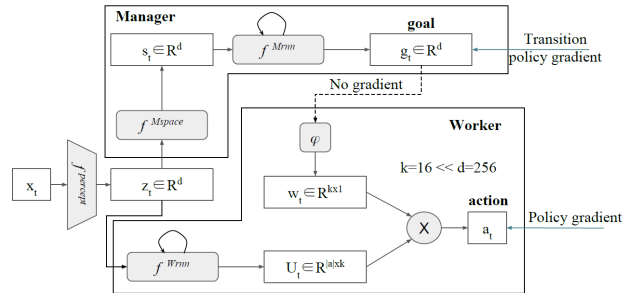 Manager
goal
s_t∈R^d
f^Mrnn
g_t∈R^d
Transition
policy gradient
No gradient
f^Mspace
Worker
φ
k=16 << d=256
x_t
f^percept
z_t∈R^d
w_t∈R^kx1
action
X
a_t
Policy gradient
f^Wrnn
U_t∈R^|a|xk